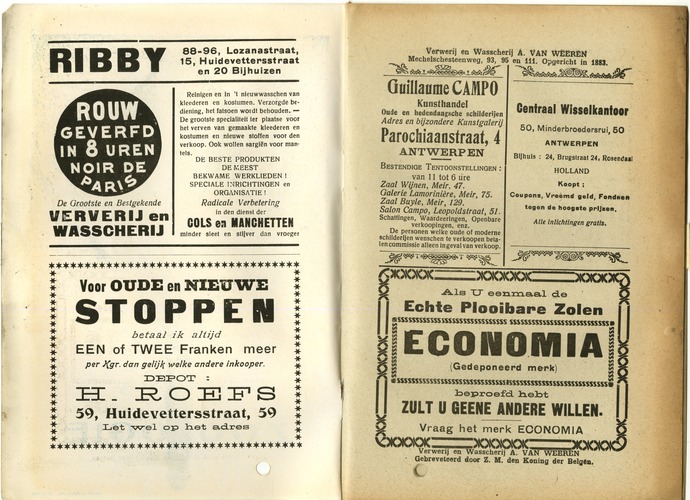 RIBBY
88-96, Lozanastraat,
15, Huidevettersstraat
en 20 Bijhuizen
ROUW
GEVERFD
IN 8 UREN
NOIR DE
PARIS
De Grootste en Bestgekende
VERVERIJ en
WASSCHERIJ
Reinigen en in 't nieuwwasschen van
kleederen en kostumen. Verzorgde be-
diening, het fatsoen wordt behouden. —
De grootste specialiteit ter plaatse voor
het verven van gemaakte kleederen en
kostumen en nieuwe stoffen voor den
verkoop. Ook wollen sargiën voor man-
tels.
DE BESTE PRODUKTEN
DE MEEST
BEKWAME WERKLIEDEN !
SPECIALE INRICHTINGEN en
ORGANISATIE !
Radicale Verbetering
in den dienst der
COLS en MANCHETTEN
minder sleet en stijver dan vroeger
Voor OUDE en NIEUWE
STOPPEN
betaal ik altijd
EEN of TWEE Franken meer
per Kgr. dan gelijk welke andere inkooper.
DEPOT :
H. ROEFS
59, Huidevettersstraat, 59
Let wel op het adres
Verwerij en Wasscherij A. VAN WEEREN
Mechelschesteenweg, 93, 95 en 111. Opgericht in 1883.
Guillaume CAMPO
Kunsthandel
Oude en hedendaagsche schilderijen
Adres en bijzondere Kunstgalerij
Parochiaanstraat, 4
ANTWERPEN
BESTENDIGE TENTOONSTELLINGEN :
van 11 tot 6 ure
Zaal Wijnen, Meir, 47.
Galerie Lamorinière, Meir, 75.
Zaal Buyle, Meir, 129.
Salon Campo, Leopoldstraat, 51.
Schattingen, Waardeeringen, Openbare
verkoopingen, enz.
De personen welke oude of moderne
schilderijen wenschen te verkoopen beta-
len commissie alleen in geval van verkoop.
Centraal Wisselkantoor
50, Minderbroedersrui, 50
ANTWERPEN
Bijhuis : 24, Brugstraat 24, Rosendaal
HOLLAND
Koopt :
Coupons, Vreemd geld, Fondsen
tegen de hoogste prijzen.
Alle inlichtingen gratis.
Als U eenmaal de
Echte Plooibare Zolen
ECONOMIA
(Gedeponeerd merk)
beproefd hebt
ZULT U GEENE ANDERE WILLEN.
Vraag het merk ECONOMIA
Verwerij en Wasscherij A. VAN WEEREN
Gebreveteerd door Z. M. den Koning der Belgen.